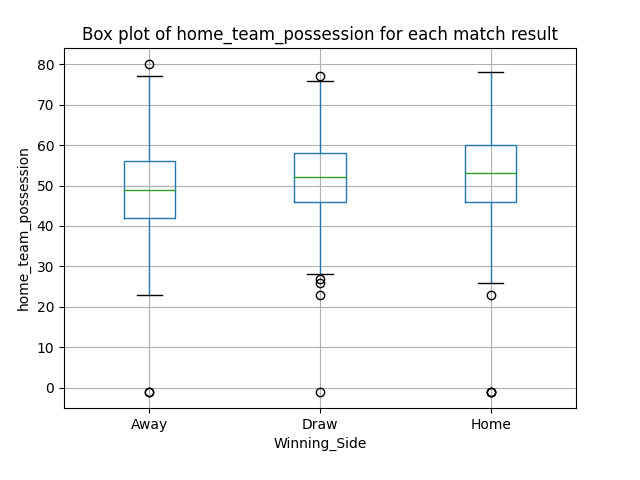 Box plot of home_team_possession for each match result
80
70
60
50
40
30
20
10
0
home_team_possession
Away
Draw
Home
Winning_Side